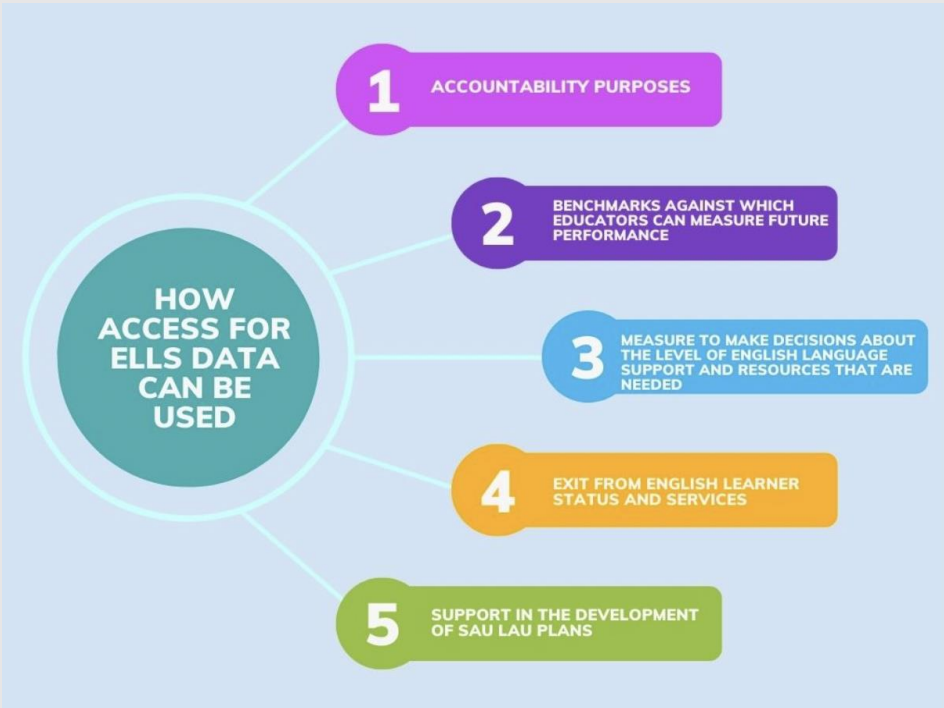 HOW
ACCESS FOR
ELLS DATA
CAN BE
USED
1
ACCOUNTABILITY PURPOSES
2
BENCHMARKS AGAINST WHICH
EDUCATORS CAN MEASURE FUTURE
PERFORMANCE
3
MEASURE TO MAKE DECISIONS ABOUT
THE LEVEL OF ENGLISH LANGUAGE
SUPPORT AND RESOURCES THAT ARE
NEEDED
4
EXIT FROM ENGLISH LEARNER
STATUS AND SERVICES
5
SUPPORT IN THE DEVELOPMENT
OF SAU LAU PLANS